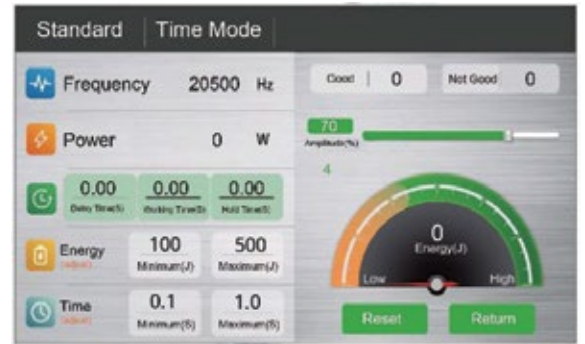 Standard Time Mode
Frequency 20500 Hz
Power 0 W
0.00 0.00 0.00
Delay Time(S) Working Time(S) Hold Time(S)
Energy 100 500
(adjust) Minimum(J) Maximum(J)
Time 0.1 1.0
(adjust) Minimum(S) Maximum(S)
Good 0 Not Good 0
70
Amplitude(%)
4
0
Energy(J)
Low High
Reset Return